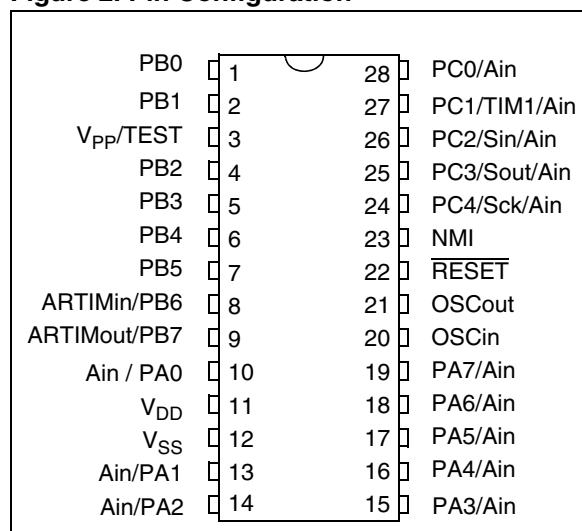 PB0 1 28 PC0/Ain
PB1 2 27 PC1/TIM1/Ain
VPP/TEST 3 26 PC2/Sin/Ain
PB2 4 25 PC3/Sout/Ain
PB3 5 24 PC4/Sck/Ain
PB4 6 23 NMI
PB5 7 22 RESET
ARTIMin/PB6 8 21 OSCout
ARTIMout/PB7 9 20 OSCin
Ain / PA0 10 19 PA7/Ain
VDD 11 18 PA6/Ain
VSS 12 17 PA5/Ain
Ain/PA1 13 16 PA4/Ain
Ain/PA2 14 15 PA3/Ain